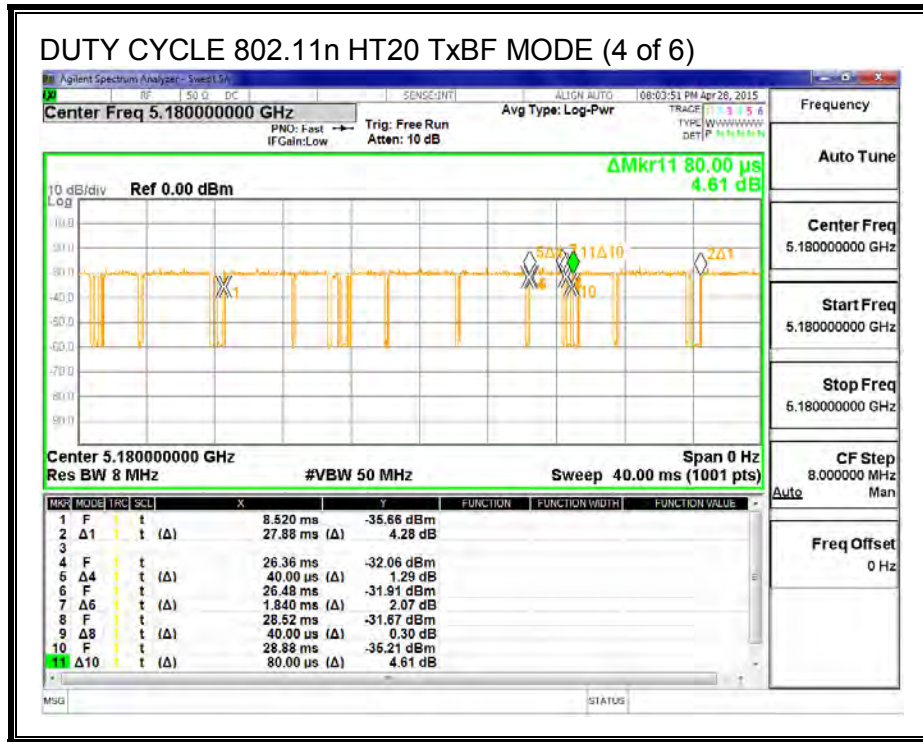 DUTY CYCLE 802.11n HT20 TxBF MODE (4 of 6)
Agilent Spectrum Analyzer - Swept SA
RF 50 Ω DC SENSE:INT ALIGN AUTO 06:03:51 PM Apr 28, 2015
Center Freq 5.180000000 GHz
PNO: Fast
IFGain:Low
Trig: Free Run
Atten: 10 dB
Avg Type: Log-Pwr
TRACE
TYPE
DET
ΔMkr11 80.00 µs
4.61 dB
10 dB/div Ref 0.00 dBm
Log
2Δ1
11Δ10
1
10
Center 5.180000000 GHz
Span 0 Hz
Res BW 8 MHz #VBW 50 MHz Sweep 40.00 ms (1001 pts)
MKR MODE TRC SCL X Y FUNCTION FUNCTION WIDTH FUNCTION VALUE
1 F 1 t 8.520 ms -35.66 dBm
2 Δ1 1 t (Δ) 27.88 ms (Δ) 4.28 dB
3
4 F 1 t 26.36 ms -32.06 dBm
5 Δ4 1 t (Δ) 40.00 µs (Δ) 1.29 dB
6 F 1 t 26.48 ms -31.91 dBm
7 Δ6 1 t (Δ) 1.840 ms (Δ) 2.07 dB
8 F 1 t 28.52 ms -31.67 dBm
9 Δ8 1 t (Δ) 40.00 µs (Δ) 0.30 dB
10 F 1 t 28.88 ms -35.21 dBm
11 Δ10 1 t (Δ) 80.00 µs (Δ) 4.61 dB
MSG STATUS
Frequency
Auto Tune
Center Freq
5.180000000 GHz
Start Freq
5.180000000 GHz
Stop Freq
5.180000000 GHz
CF Step
8.000000 MHz
Auto Man
Freq Offset
0 Hz